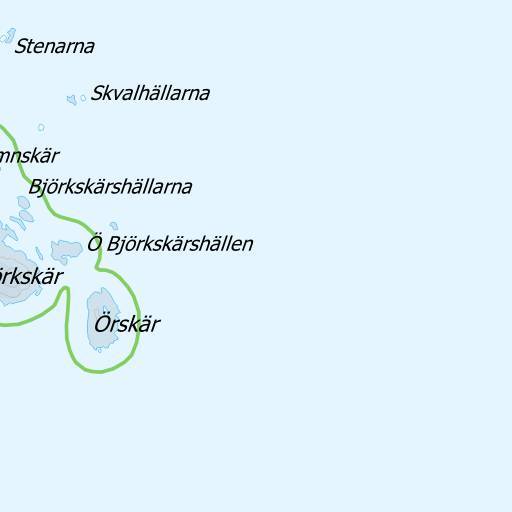 Stenarna
Skvalhällarna
mnskär
Björkskärshällarna
Ö Björkskärshällen
örkskär
Örskär